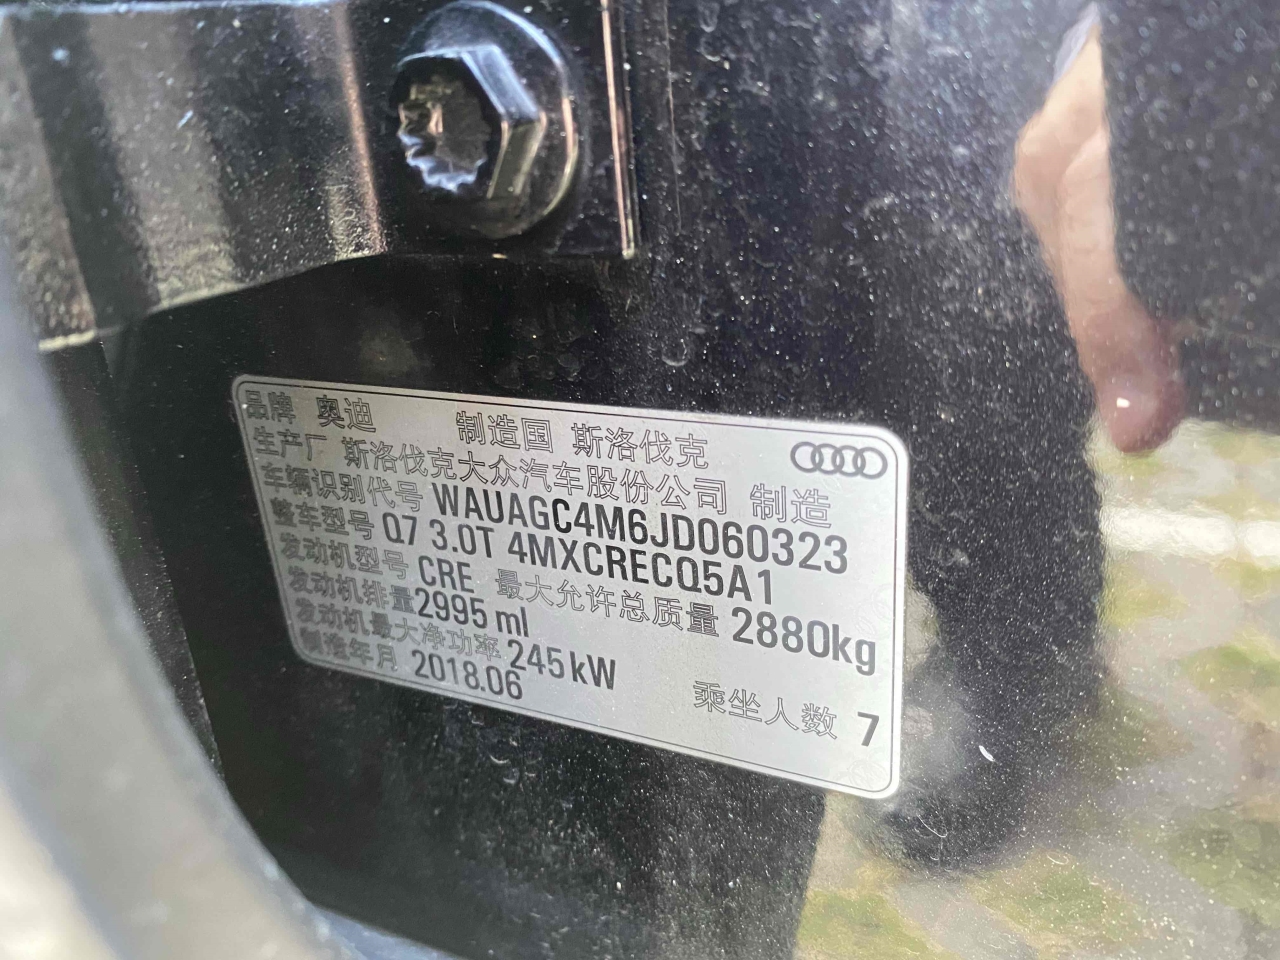 品牌 奥迪 制造国 斯洛伐克
生产厂 斯洛伐克大众汽车股份公司 制造
车辆识别代号 WAUAGC4M6JD060323
整车型号 Q7 3.0T 4MXCRECQ5A1
发动机型号 CRE 最大允许总质量 2880kg
发动机排量 2995 ml
发动机最大净功率 245 kW 乘坐人数 7
制造年月 2018.06